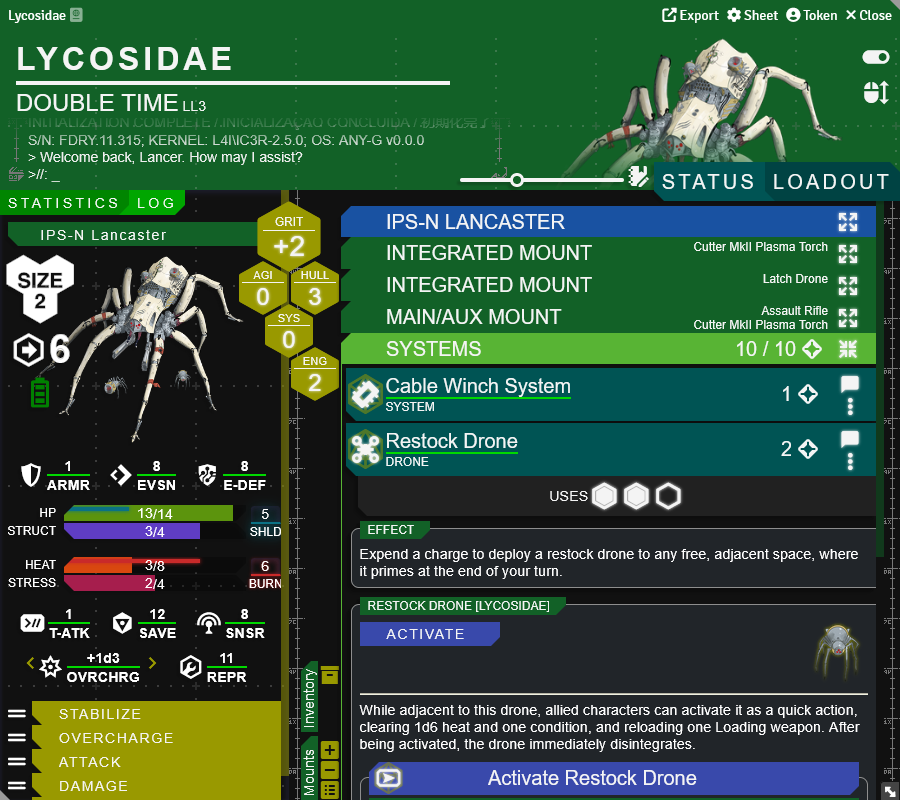 Lycosidae
Export Sheet Token Close
LYCOSIDAE
DOUBLE TIME LL3
INITIALIZATION COMPLETE / INICIALIZAÇÃO CONCLUÍDA / 初期化完了
S/N: FDRY.11.315; KERNEL: L4I\IC3R-2.5.0; OS: ANY-G v0.0.0
> Welcome back, Lancer. How may I assist?
>//: _
STATUS LOADOUT
STATISTICS LOG
IPS-N Lancaster
SIZE
2
6
GRIT
+2
AGI
0
HULL
3
SYS
0
ENG
2
1
ARMR
8
EVSN
8
E-DEF
HP 13/14 5
STRUCT 3/4 SHLD
HEAT 3/8 6
STRESS 2/4 BURN
1
T-ATK
12
SAVE
8
SNSR
+1d3
OVRCHRG
11
REPR
STABILIZE
OVERCHARGE
ATTACK
DAMAGE
Inventory
Mounts
IPS-N LANCASTER
INTEGRATED MOUNT Cutter MkII Plasma Torch
INTEGRATED MOUNT Latch Drone
MAIN/AUX MOUNT Assault Rifle
Cutter MkII Plasma Torch
SYSTEMS 10 / 10
Cable Winch System 1
SYSTEM
Restock Drone 2
DRONE
USES
EFFECT
Expend a charge to deploy a restock drone to any free, adjacent space, where
it primes at the end of your turn.
RESTOCK DRONE [LYCOSIDAE]
ACTIVATE
While adjacent to this drone, allied characters can activate it as a quick action,
clearing 1d6 heat and one condition, and reloading one Loading weapon. After
being activated, the drone immediately disintegrates.
Activate Restock Drone